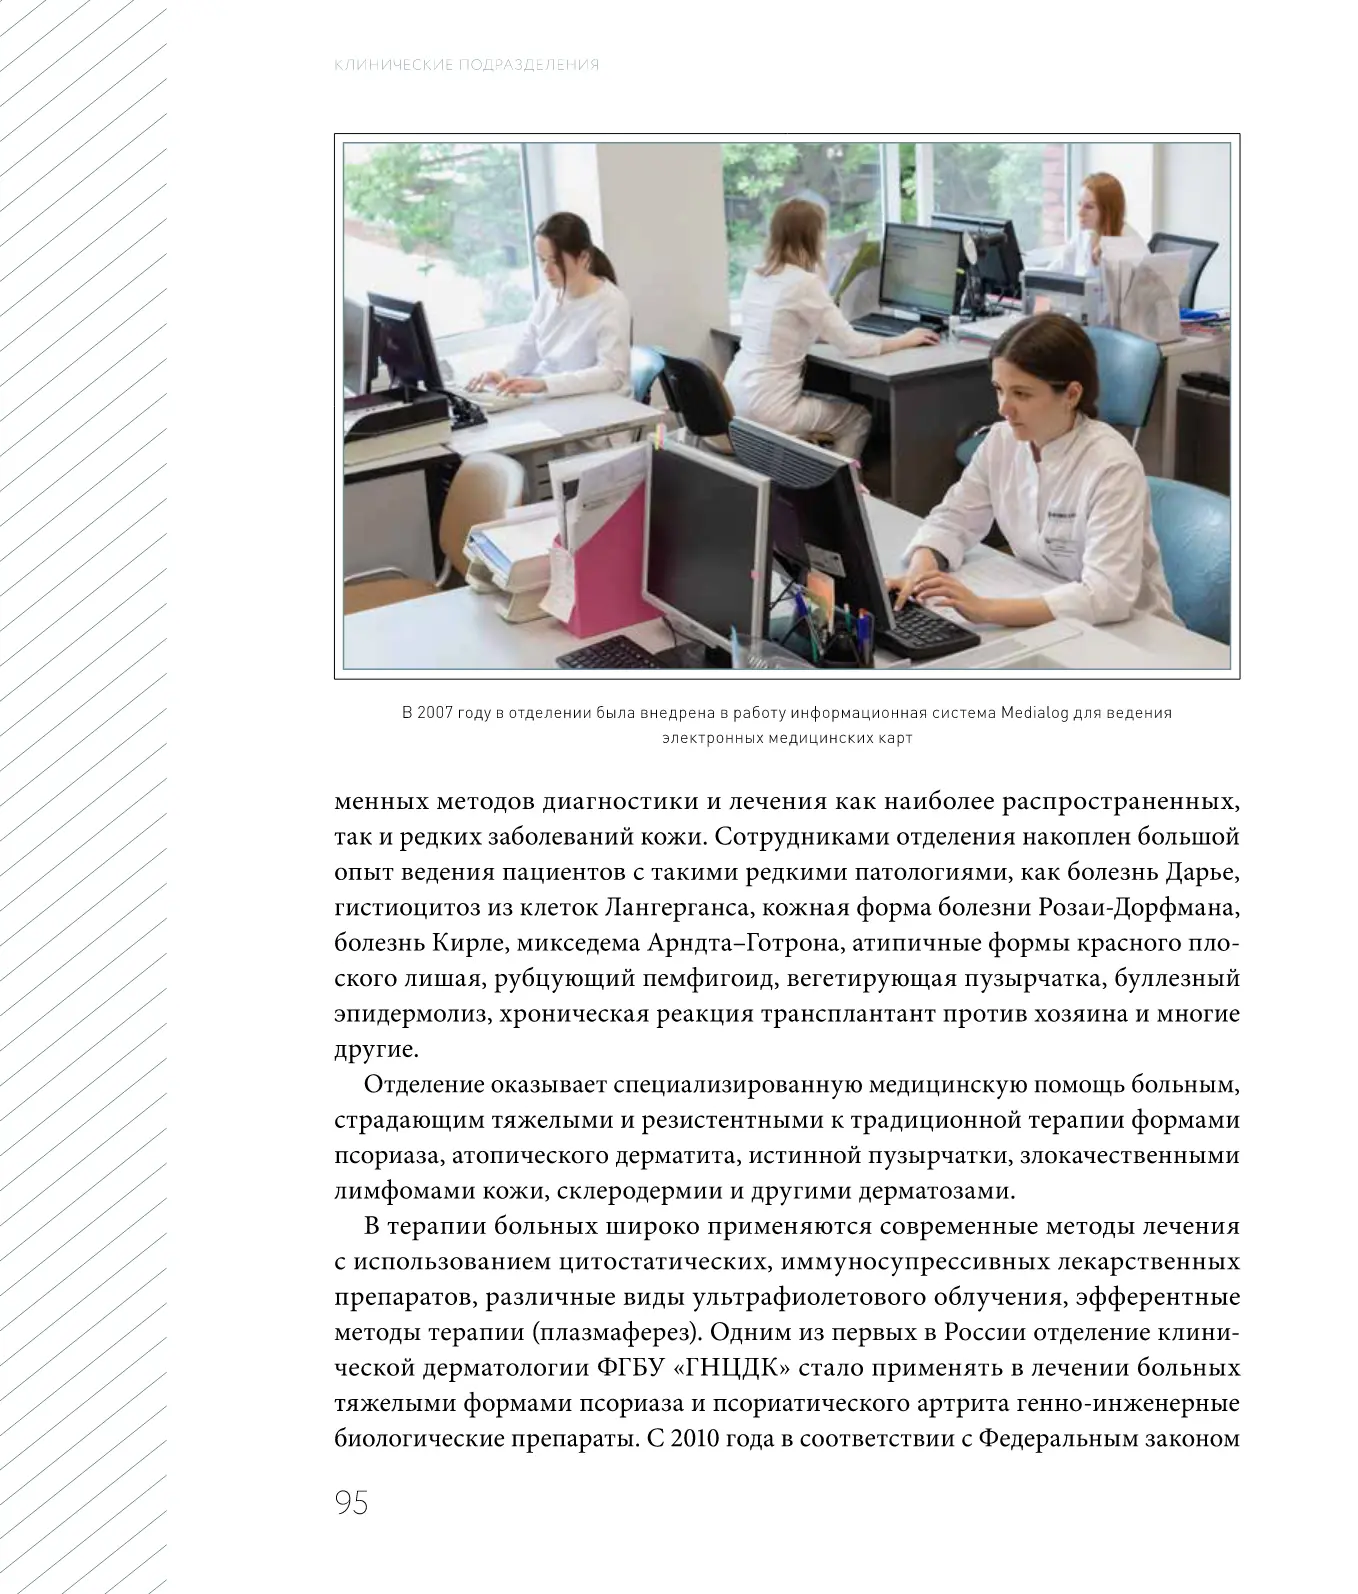 КЛИНИЧЕСКИЕ ПОДРАЗДЕЛЕНИЯ
В 2007 году в отделении была внедрена в работу информационная система Medialog для ведения
электронных медицинских карт
менных методов диагностики и лечения как наиболее распространенных,
так и редких заболеваний кожи. Сотрудниками отделения накоплен большой
опыт ведения пациентов с такими редкими патологиями, как болезнь Дарье,
гистиоцитоз из клеток Лангерганса, кожная форма болезни Розаи-Дорфмана,
болезнь Кирле, микседема Арндта–Готрона, атипичные формы красного пло-
ского лишая, рубцующий пемфигоид, вегетирующая пузырчатка, буллезный
эпидермолиз, хроническая реакция трансплантант против хозяина и многие
другие.
Отделение оказывает специализированную медицинскую помощь больным,
страдающим тяжелыми и резистентными к традиционной терапии формами
псориаза, атопического дерматита, истинной пузырчатки, злокачественными
лимфомами кожи, склеродермии и другими дерматозами.
В терапии больных широко применяются современные методы лечения
с использованием цитостатических, иммуносупрессивных лекарственных
препаратов, различные виды ультрафиолетового облучения, эфферентные
методы терапии (плазмаферез). Одним из первых в России отделение клини-
ческой дерматологии ФГБУ «ГНЦДК» стало применять в лечении больных
тяжелыми формами псориаза и псориатического артрита генно-инженерные
биологические препараты. С 2010 года в соответствии с Федеральным законом
95